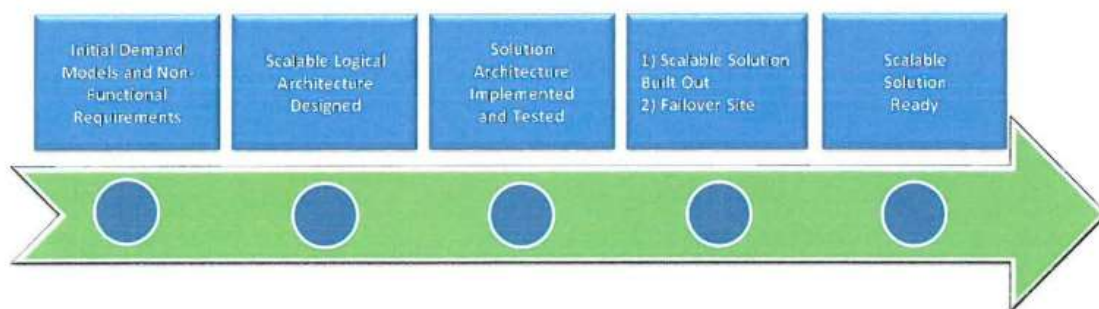 Initial Demand
Models and Non-
Functional
Requirements
Scalable Logical
Architecture
Designed
Solution
Architecture
Implemented
and Tested
1) Scalable Solution
Built Out
2) Failover Site
Scalable
Solution
Ready